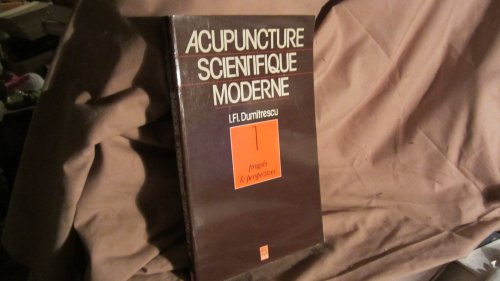 ACUPUNCTURE
SCIENTIFIQUE
MODERNE
I.Fl. Dumitrescu
1
progrès
& perspectives